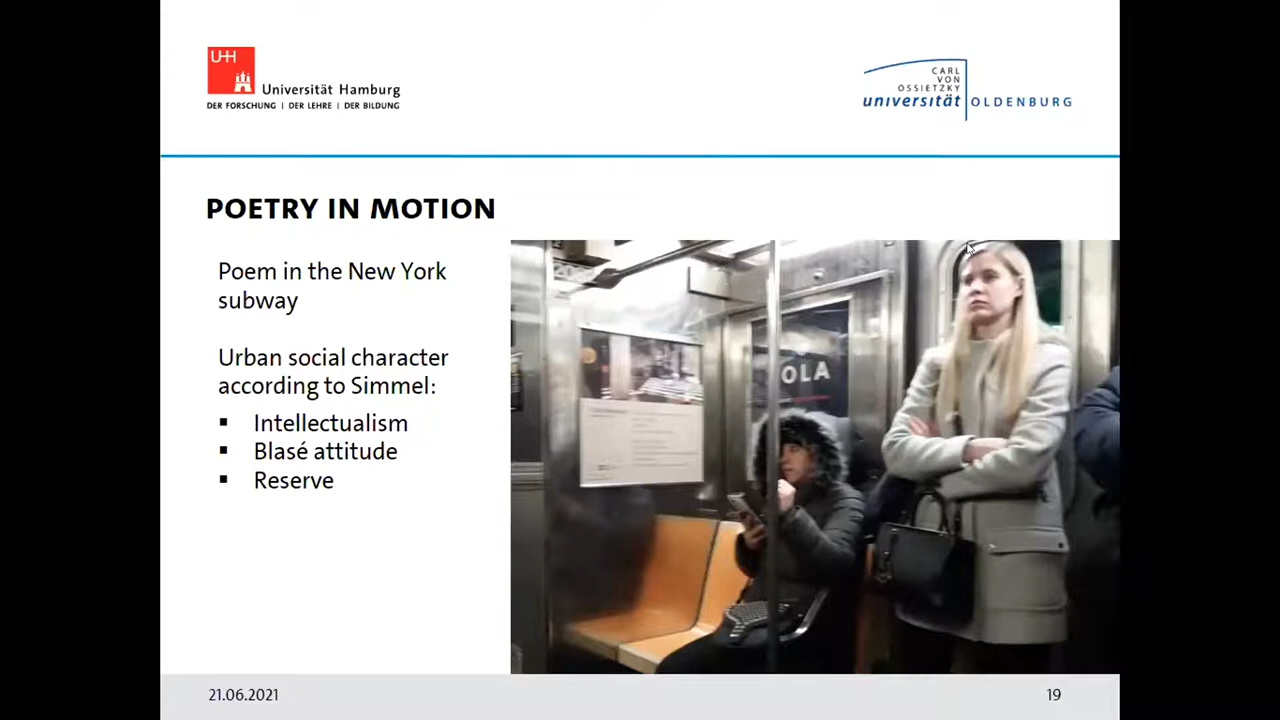 UHH
Universität Hamburg
DER FORSCHUNG | DER LEHRE | DER BILDUNG
CARL
VON
OSSIETZKY
universität OLDENBURG
POETRY IN MOTION
Poem in the New York
subway
Urban social character
according to Simmel:
▪ Intellectualism
▪ Blasé attitude
▪ Reserve
OLA
21.06.2021
19